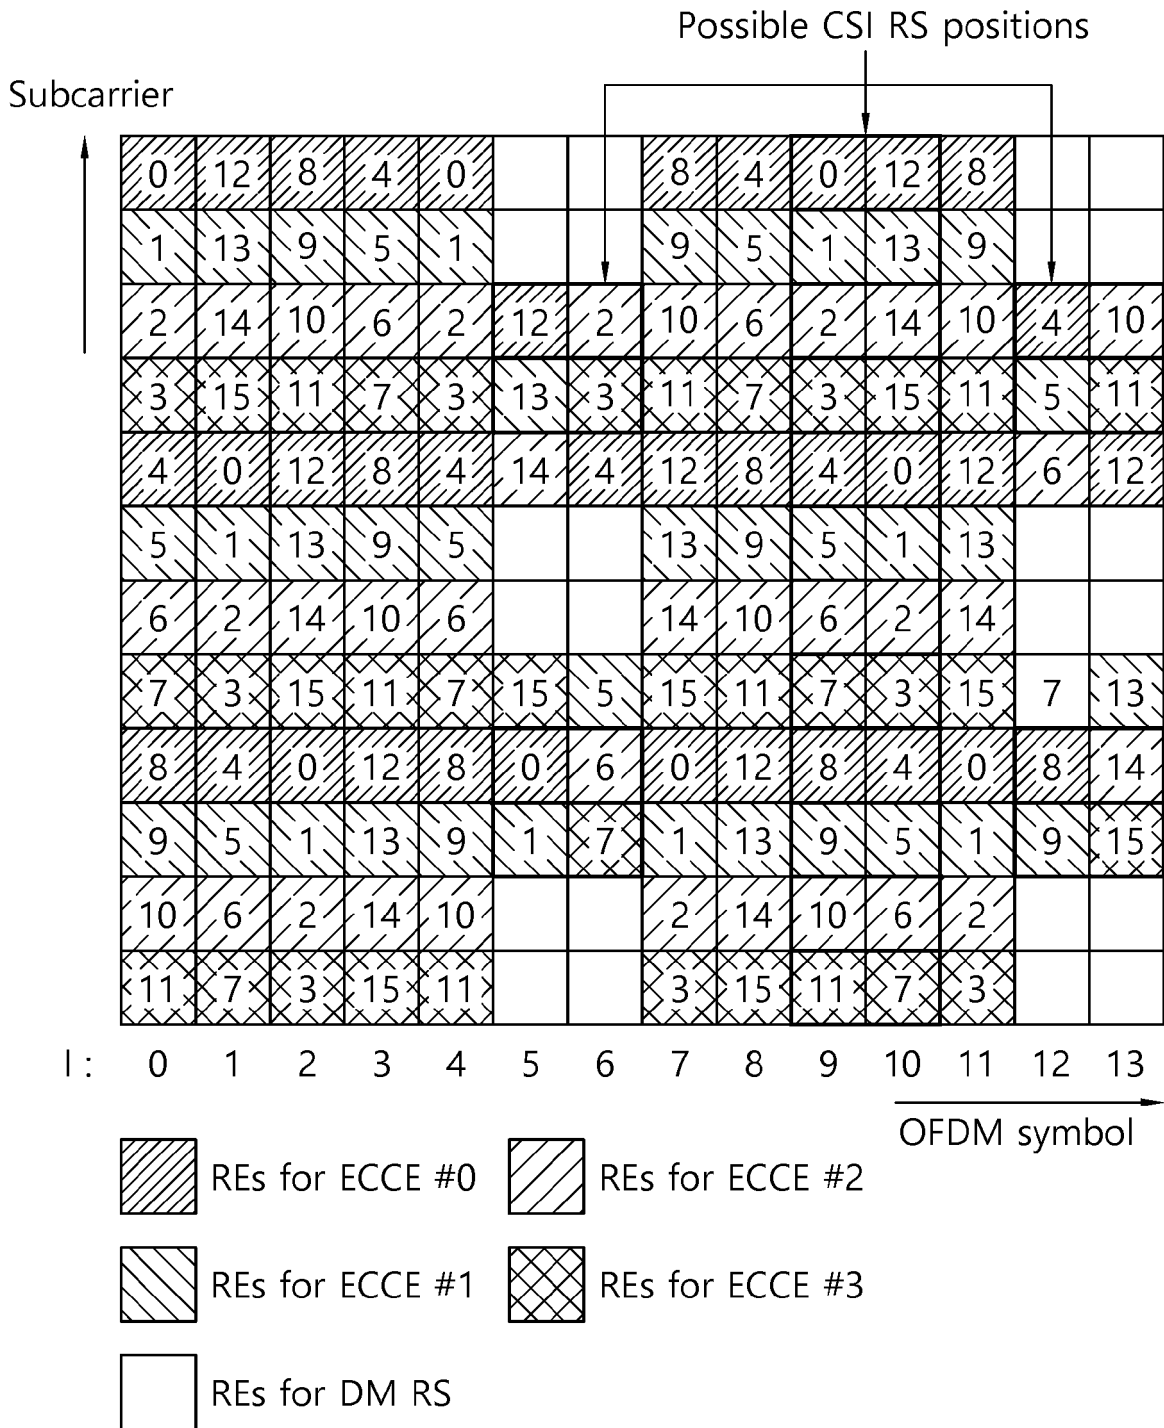 Possible CSI RS positions
Subcarrier
0 12 8 4 0 8 4 0 12 8
1 13 9 5 1 9 5 1 13 9
2 14 10 6 2 12 2 10 6 2 14 10 4 10
3 15 11 7 3 13 3 11 7 3 15 11 5 11
4 0 12 8 4 14 4 12 8 4 0 12 6 12
5 1 13 9 5 13 9 5 1 13
6 2 14 10 6 14 10 6 2 14
7 3 15 11 7 15 5 15 11 7 3 15 7 13
8 4 0 12 8 0 6 0 12 8 4 0 8 14
9 5 1 13 9 1 7 1 13 9 5 1 9 15
10 6 2 14 10 2 14 10 6 2
11 7 3 15 11 3 15 11 7 3
l : 0 1 2 3 4 5 6 7 8 9 10 11 12 13
OFDM symbol
REs for ECCE #0 REs for ECCE #2
REs for ECCE #1 REs for ECCE #3
REs for DM RS